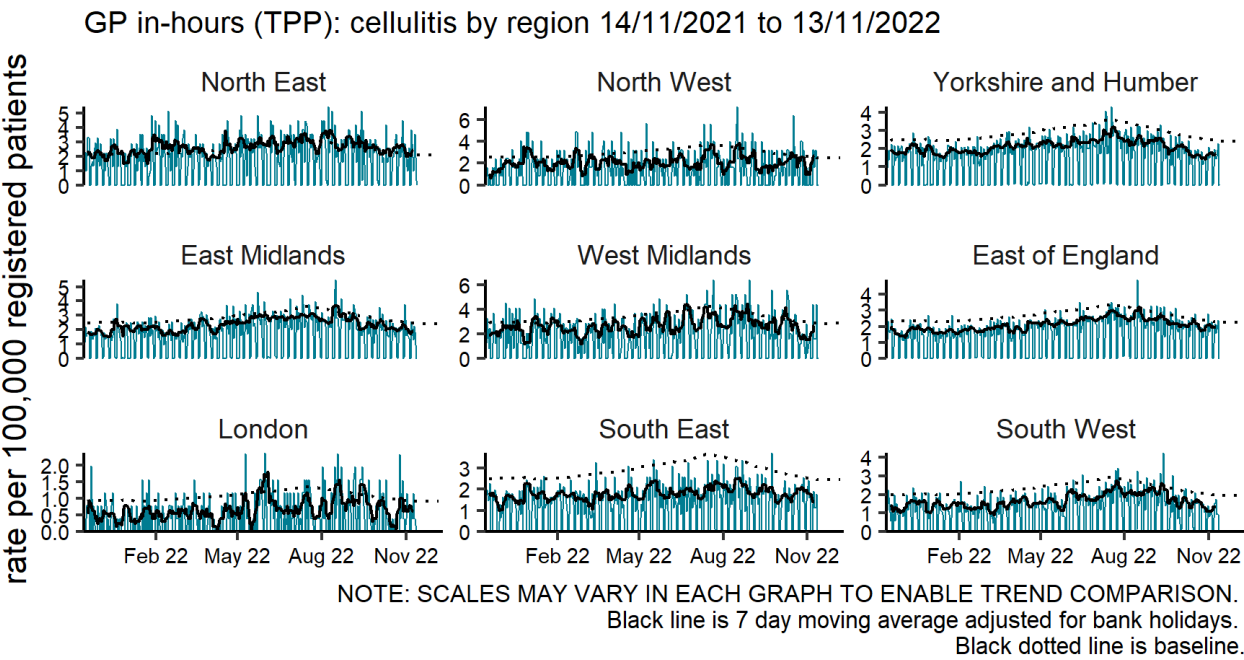 GP in-hours (TPP): cellulitis by region 14/11/2021 to 13/11/2022
rate per 100,000 registered patients
North East
5
4
3
2
1
0
North West
6
4
2
0
Yorkshire and Humber
4
3
2
1
0
East Midlands
5
4
3
2
1
0
West Midlands
6
4
2
0
East of England
4
3
2
1
0
London
2.0
1.5
1.0
0.5
0.0
Feb 22 May 22 Aug 22 Nov 22
South East
3
2
1
0
Feb 22 May 22 Aug 22 Nov 22
South West
4
3
2
1
0
Feb 22 May 22 Aug 22 Nov 22
NOTE: SCALES MAY VARY IN EACH GRAPH TO ENABLE TREND COMPARISON.
Black line is 7 day moving average adjusted for bank holidays.
Black dotted line is baseline.